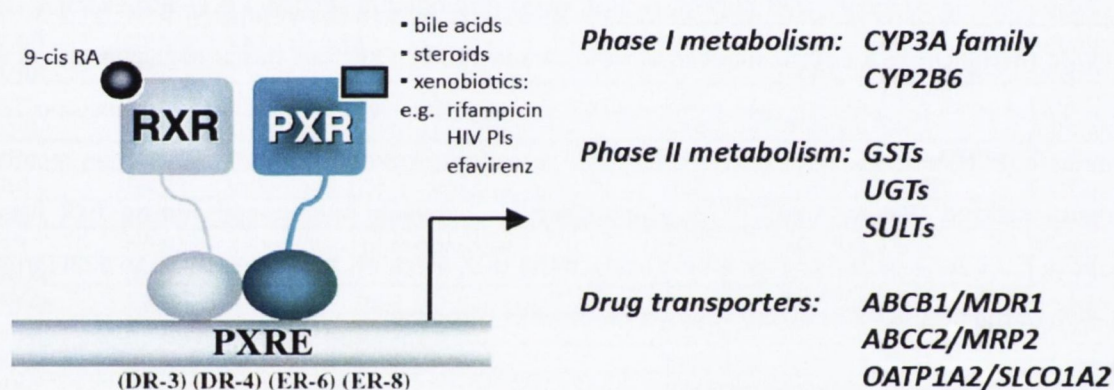 9-cis RA
RXR
PXR
▪ bile acids
▪ steroids
▪ xenobiotics:
e.g. rifampicin
HIV PIs
efavirenz
PXRE
(DR-3) (DR-4) (ER-6) (ER-8)
Phase I metabolism: CYP3A family
CYP2B6
Phase II metabolism: GSTs
UGTs
SULTs
Drug transporters: ABCB1/MDR1
ABCC2/MRP2
OATP1A2/SLCO1A2